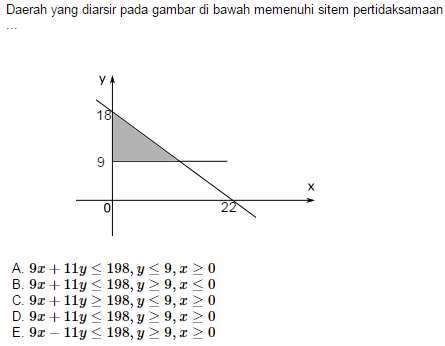 Daerah yang diarsir pada gambar di bawah memenuhi sitem pertidaksamaan
...
y
18
9
x
0
22
A. 9x + 11y ≤ 198, y ≤ 9, x ≥ 0
B. 9x + 11y ≤ 198, y ≥ 9, x ≤ 0
C. 9x + 11y ≥ 198, y ≤ 9, x ≥ 0
D. 9x + 11y ≤ 198, y ≥ 9, x ≥ 0
E. 9x − 11y ≤ 198, y ≥ 9, x ≥ 0